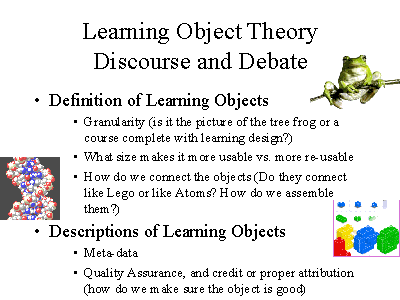 Learning Object Theory
Discourse and Debate
• Definition of Learning Objects
• Granularity (is it the picture of the tree frog or a
course complete with learning design?)
• What size makes it more usable vs. more re-usable
• How do we connect the objects (Do they connect
like Lego or like Atoms? How do we assemble
them?)
• Descriptions of Learning Objects
• Meta-data
• Quality Assurance, and credit or proper attribution
(how do we make sure the object is good)